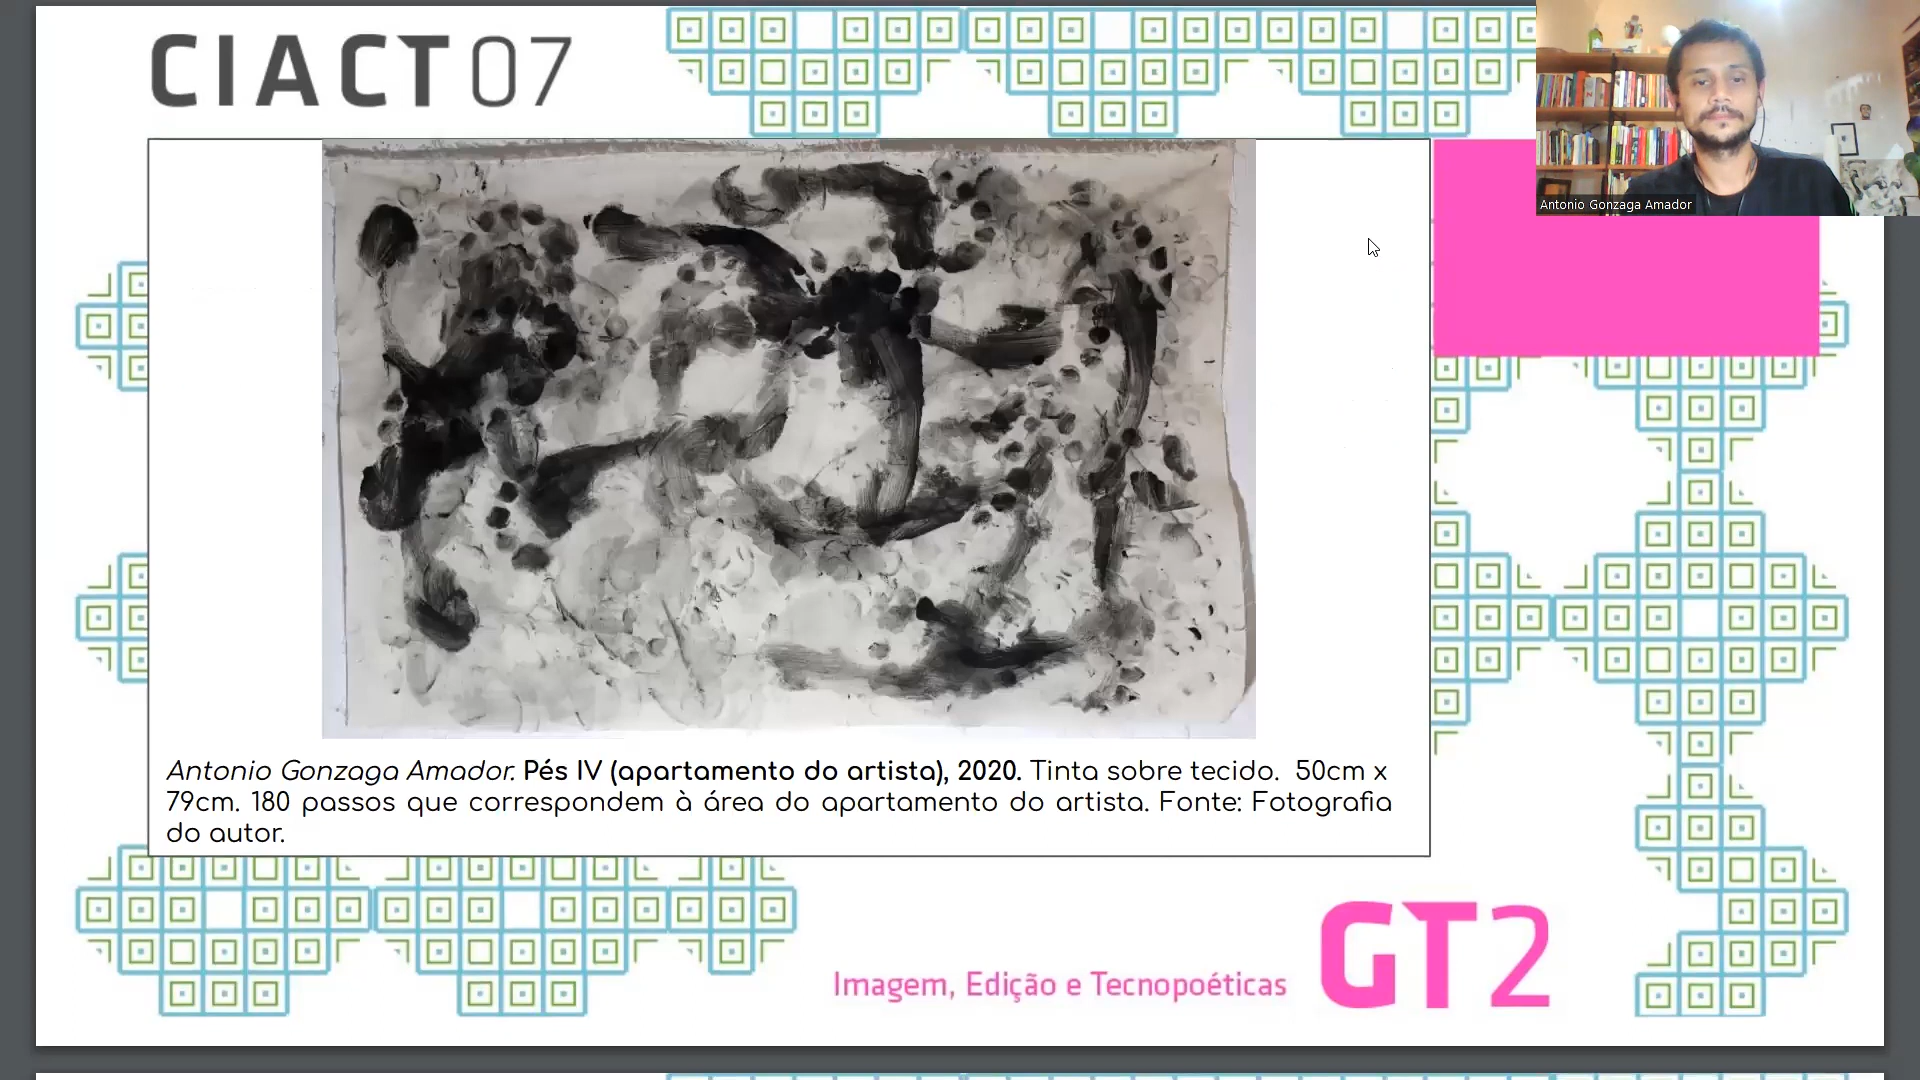 CIACT07
Antonio Gonzaga Amador
Antonio Gonzaga Amador. Pés IV (apartamento do artista), 2020. Tinta sobre tecido. 50cm x
79cm. 180 passos que correspondem à área do apartamento do artista. Fonte: Fotografia
do autor.
Imagem, Edição e Tecnopoéticas
GT2